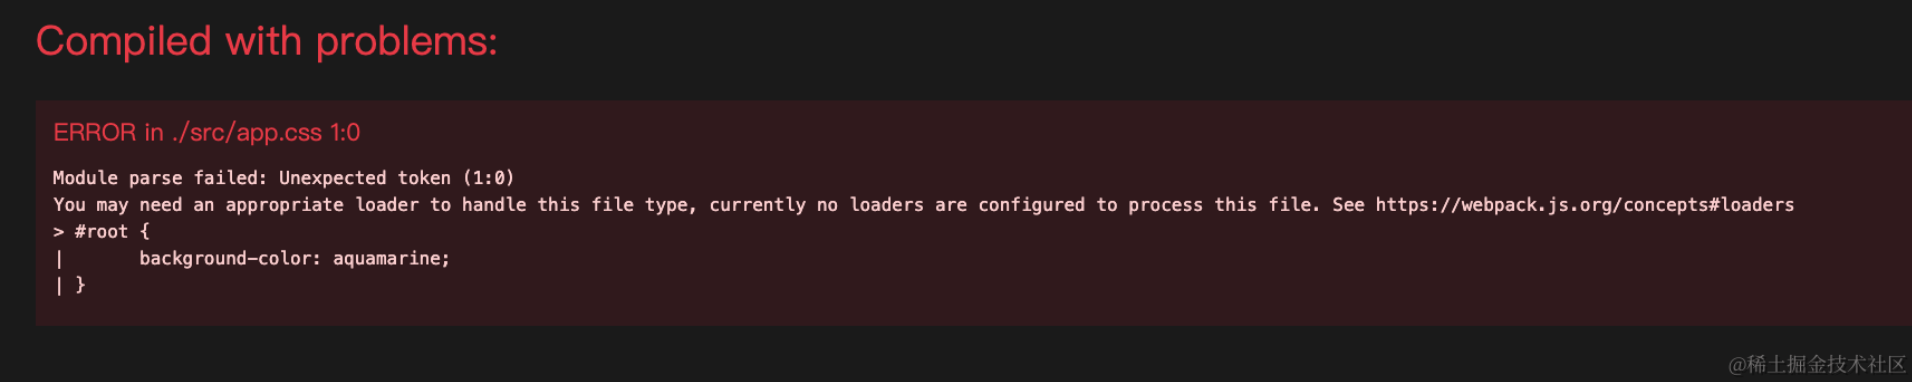 Compiled with problems:
ERROR in ./src/app.css 1:0
Module parse failed: Unexpected token (1:0)
You may need an appropriate loader to handle this file type, currently no loaders are configured to process this file. See https://webpack.js.org/concepts#loaders
> #root {
|       background-color: aquamarine;
| }
@稀土掘金技术社区